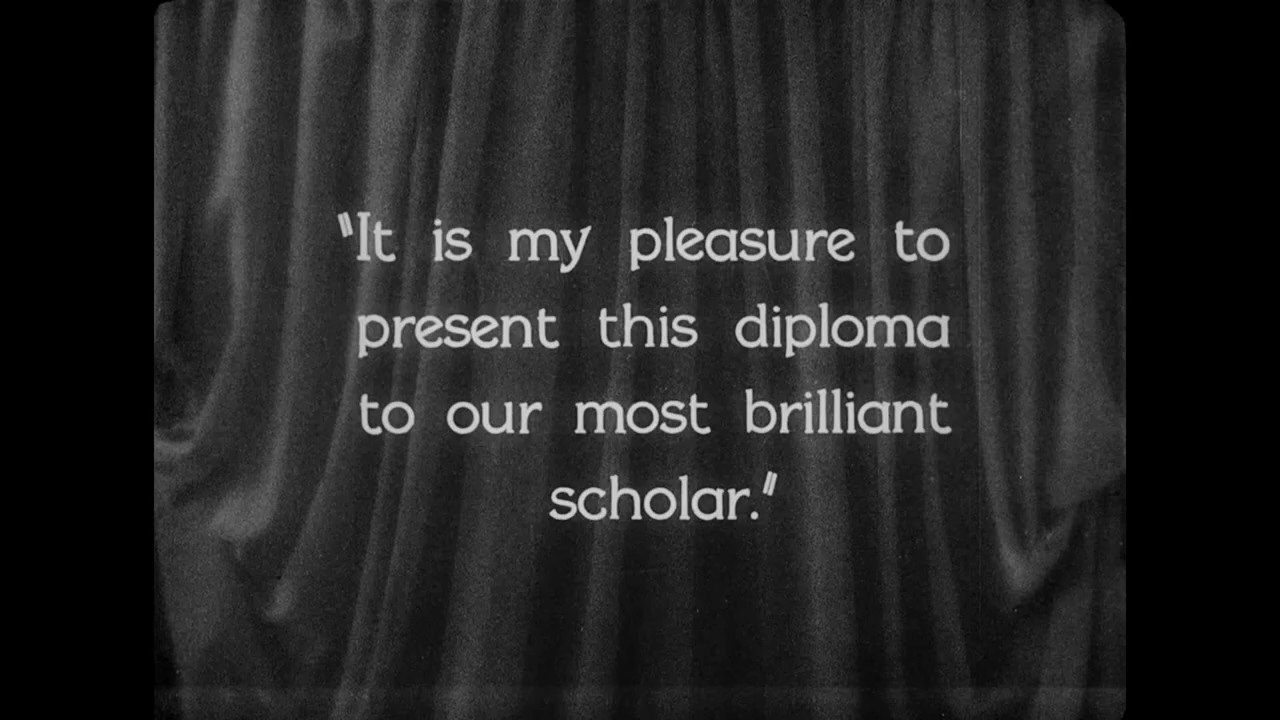 "It is my pleasure to
present this diploma
to our most brilliant
scholar."